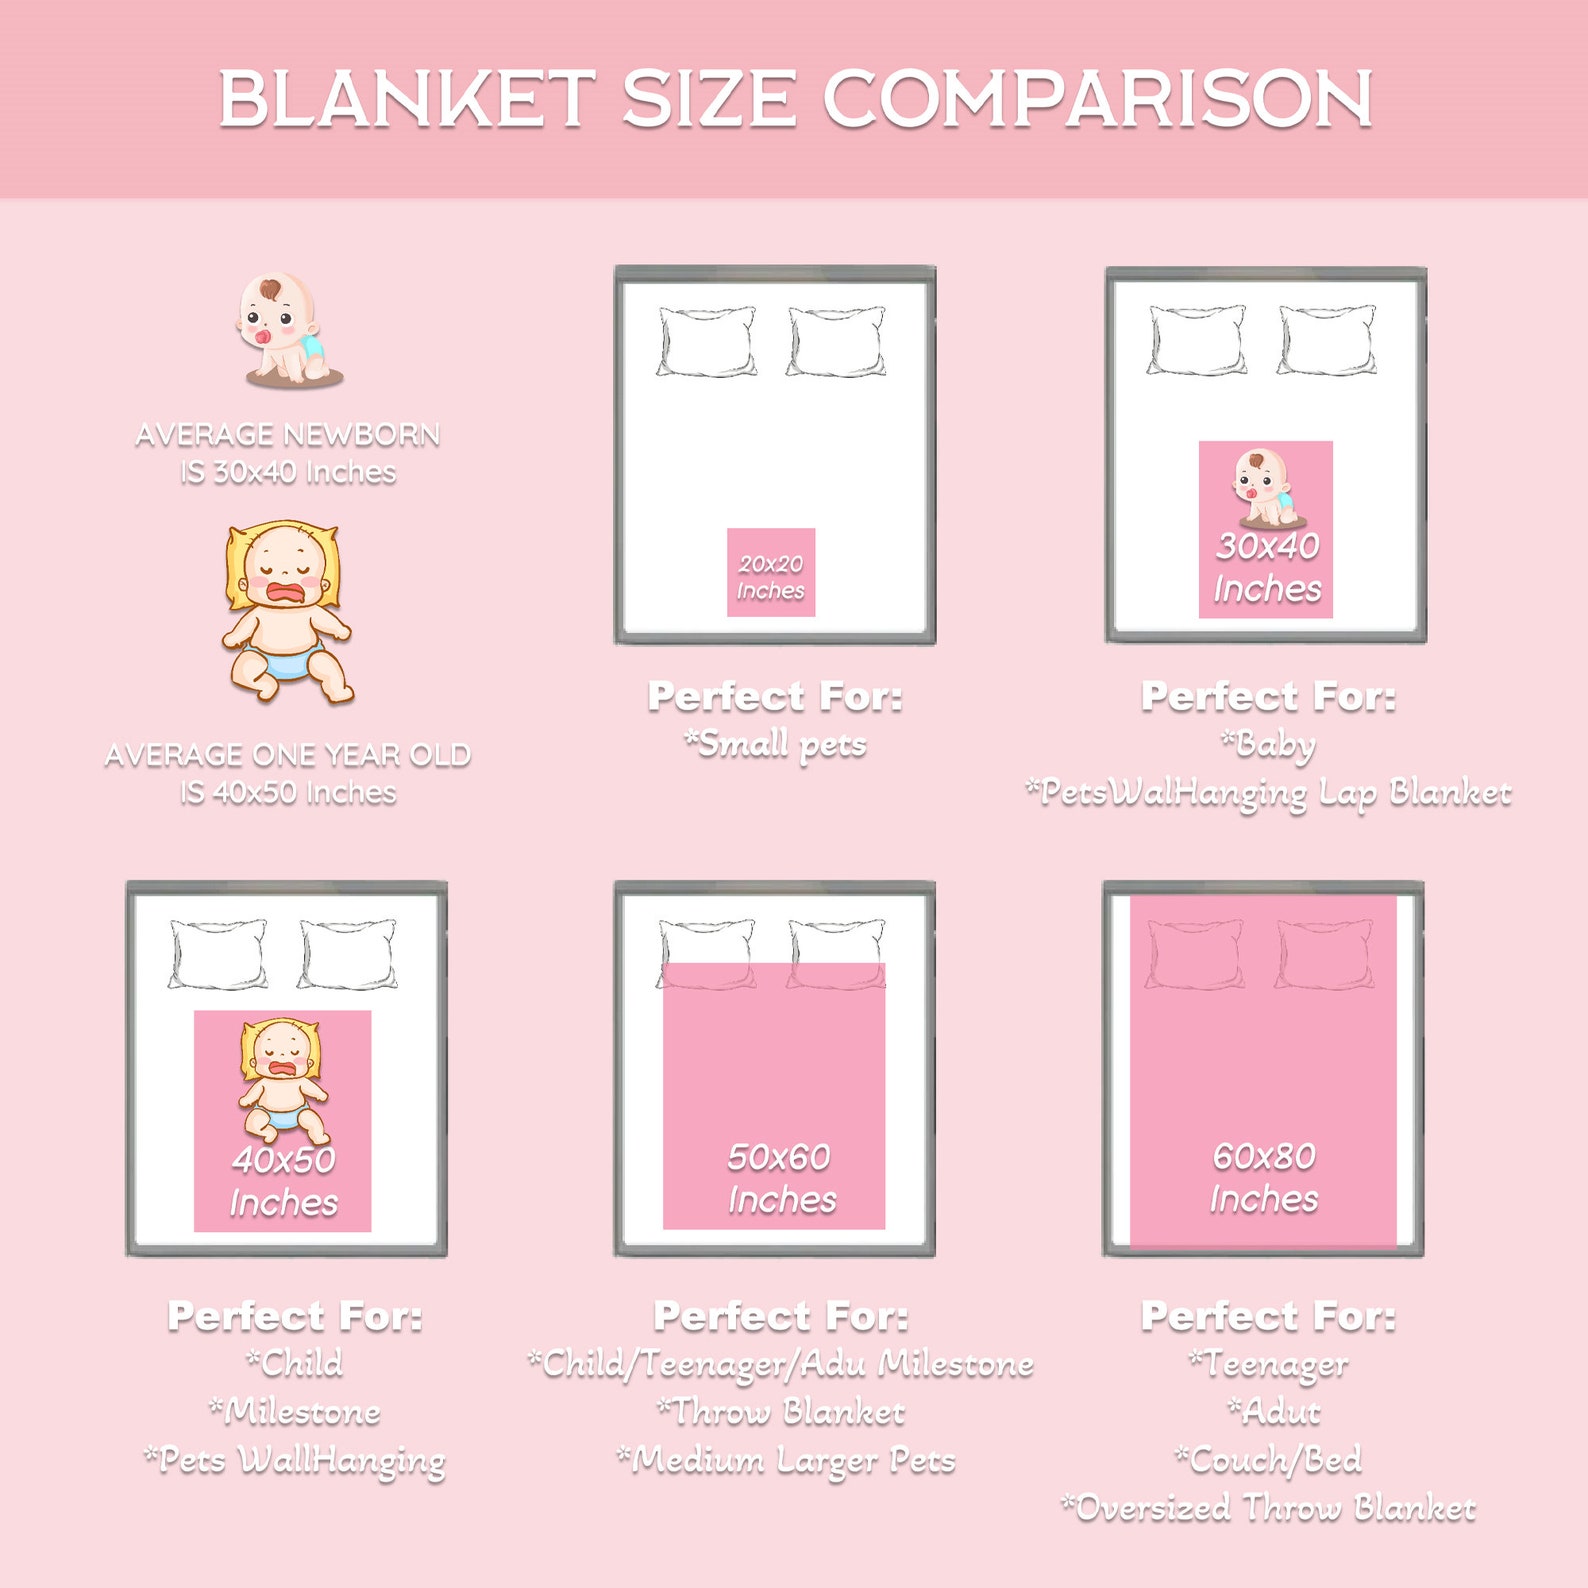 BLANKET SIZE COMPARISON
AVERAGE NEWBORN
IS 30x40 Inches
AVERAGE ONE YEAR OLD
IS 40x50 Inches
20x20
Inches
Perfect For:
*Small pets
30x40
Inches
Perfect For:
*Baby
*PetsWalHanging Lap Blanket
40x50
Inches
Perfect For:
*Child
*Milestone
*Pets WallHanging
50x60
Inches
Perfect For:
*Child/Teenager/Adu Milestone
*Throw Blanket
*Medium Larger Pets
60x80
Inches
Perfect For:
*Teenager
*Adut
*Couch/Bed
*Oversized Throw Blanket